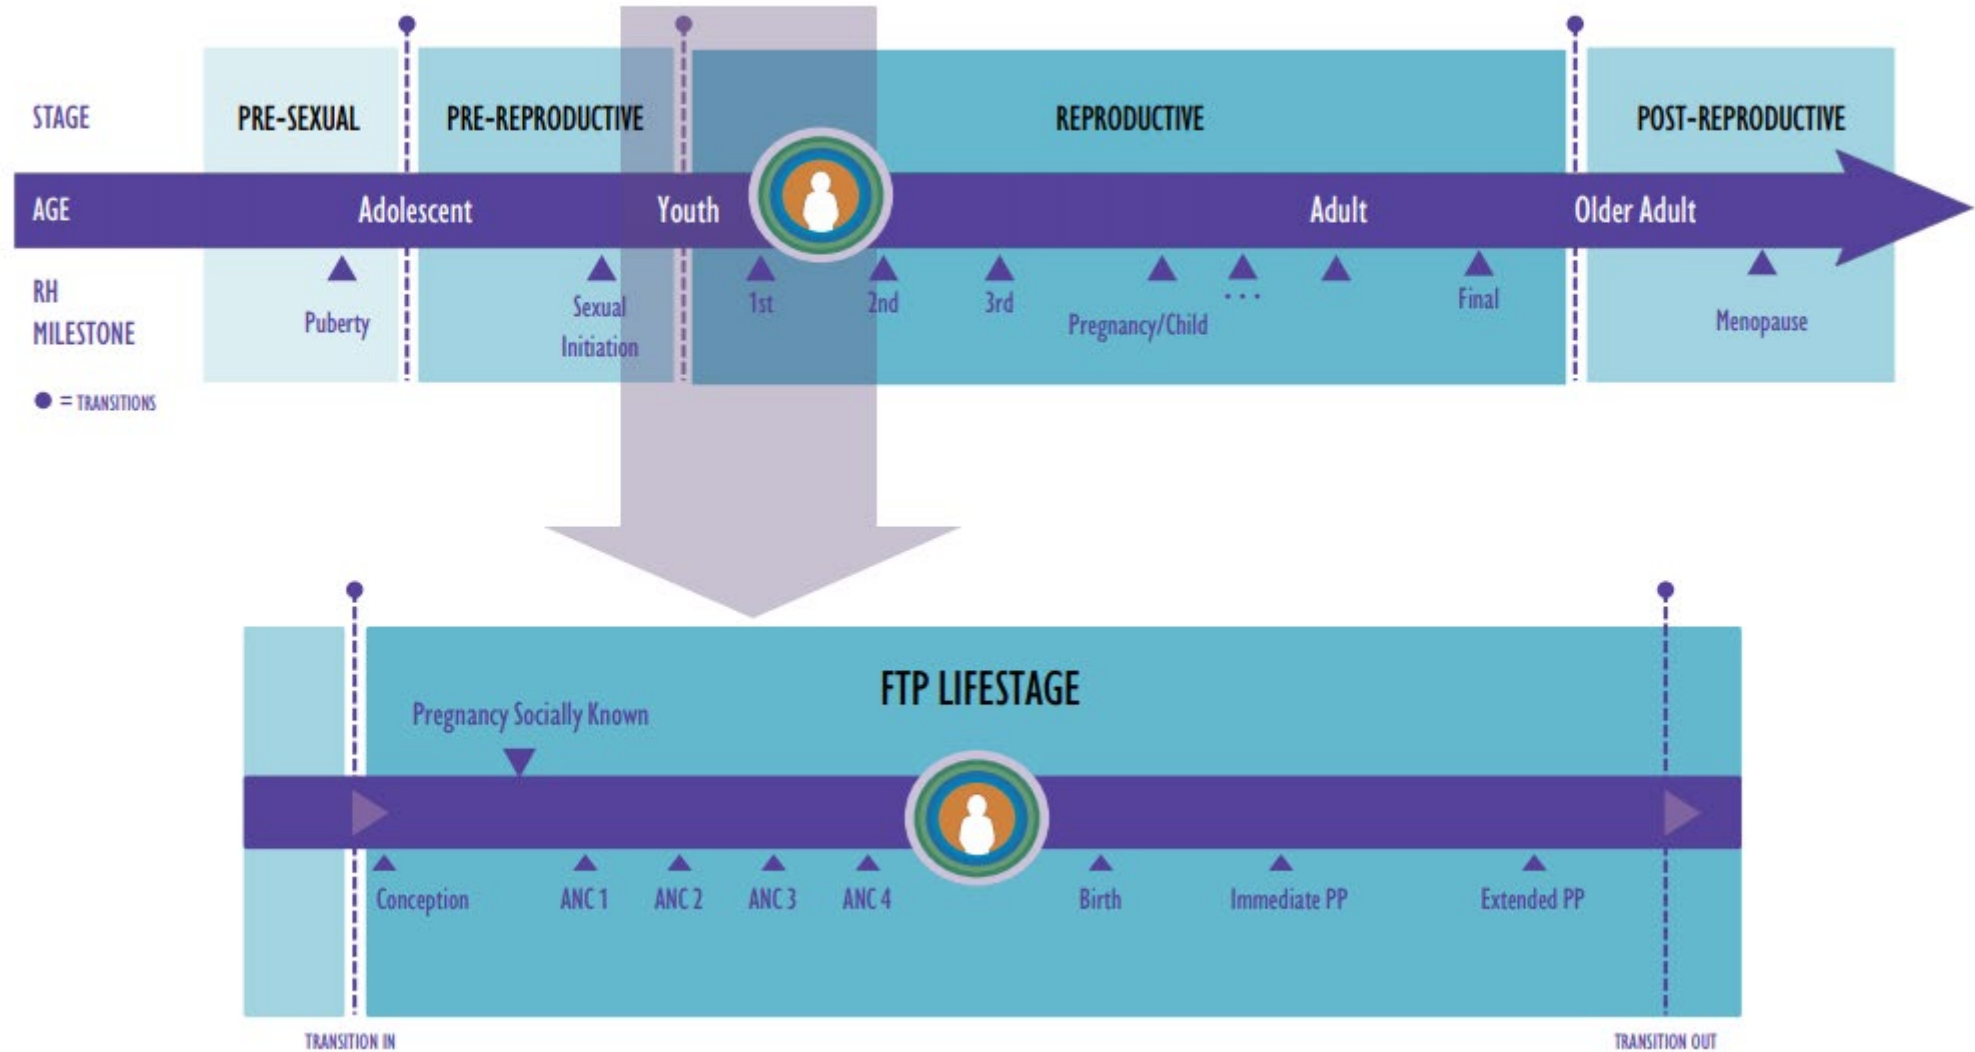 STAGE
PRE-SEXUAL
PRE-REPRODUCTIVE
REPRODUCTIVE
POST-REPRODUCTIVE
AGE
Adolescent
Youth
Adult
Older Adult
RH
MILESTONE
Puberty
Sexual
Initiation
1st
2nd
3rd
Pregnancy/Child
...
Final
Menopause
= TRANSITIONS
FTP LIFESTAGE
Pregnancy Socially Known
Conception
ANC 1
ANC 2
ANC 3
ANC 4
Birth
Immediate PP
Extended PP
TRANSITION IN
TRANSITION OUT